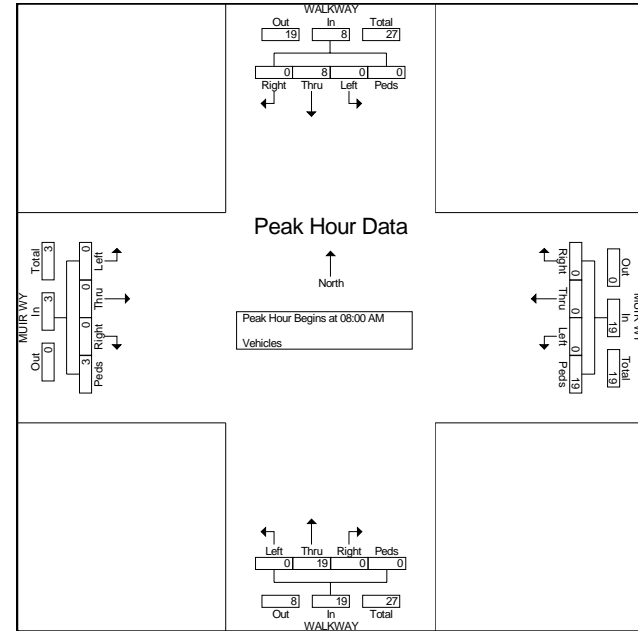 WALKWAY
Out In Total
19 8 27
0 8 0 0
Right Thru Left Peds
Peak Hour Data
North
Peak Hour Begins at 08:00 AM
Vehicles
MUIR WY
Out In Total
0 3 3
Left Thru Right Peds
0 0 0 3
Right Thru Left Peds
0 0 0 19
Out In Total
0 19 19
MUIR WY
Left Thru Right Peds
0 19 0 0
8 19 27
Out In Total
WALKWAY